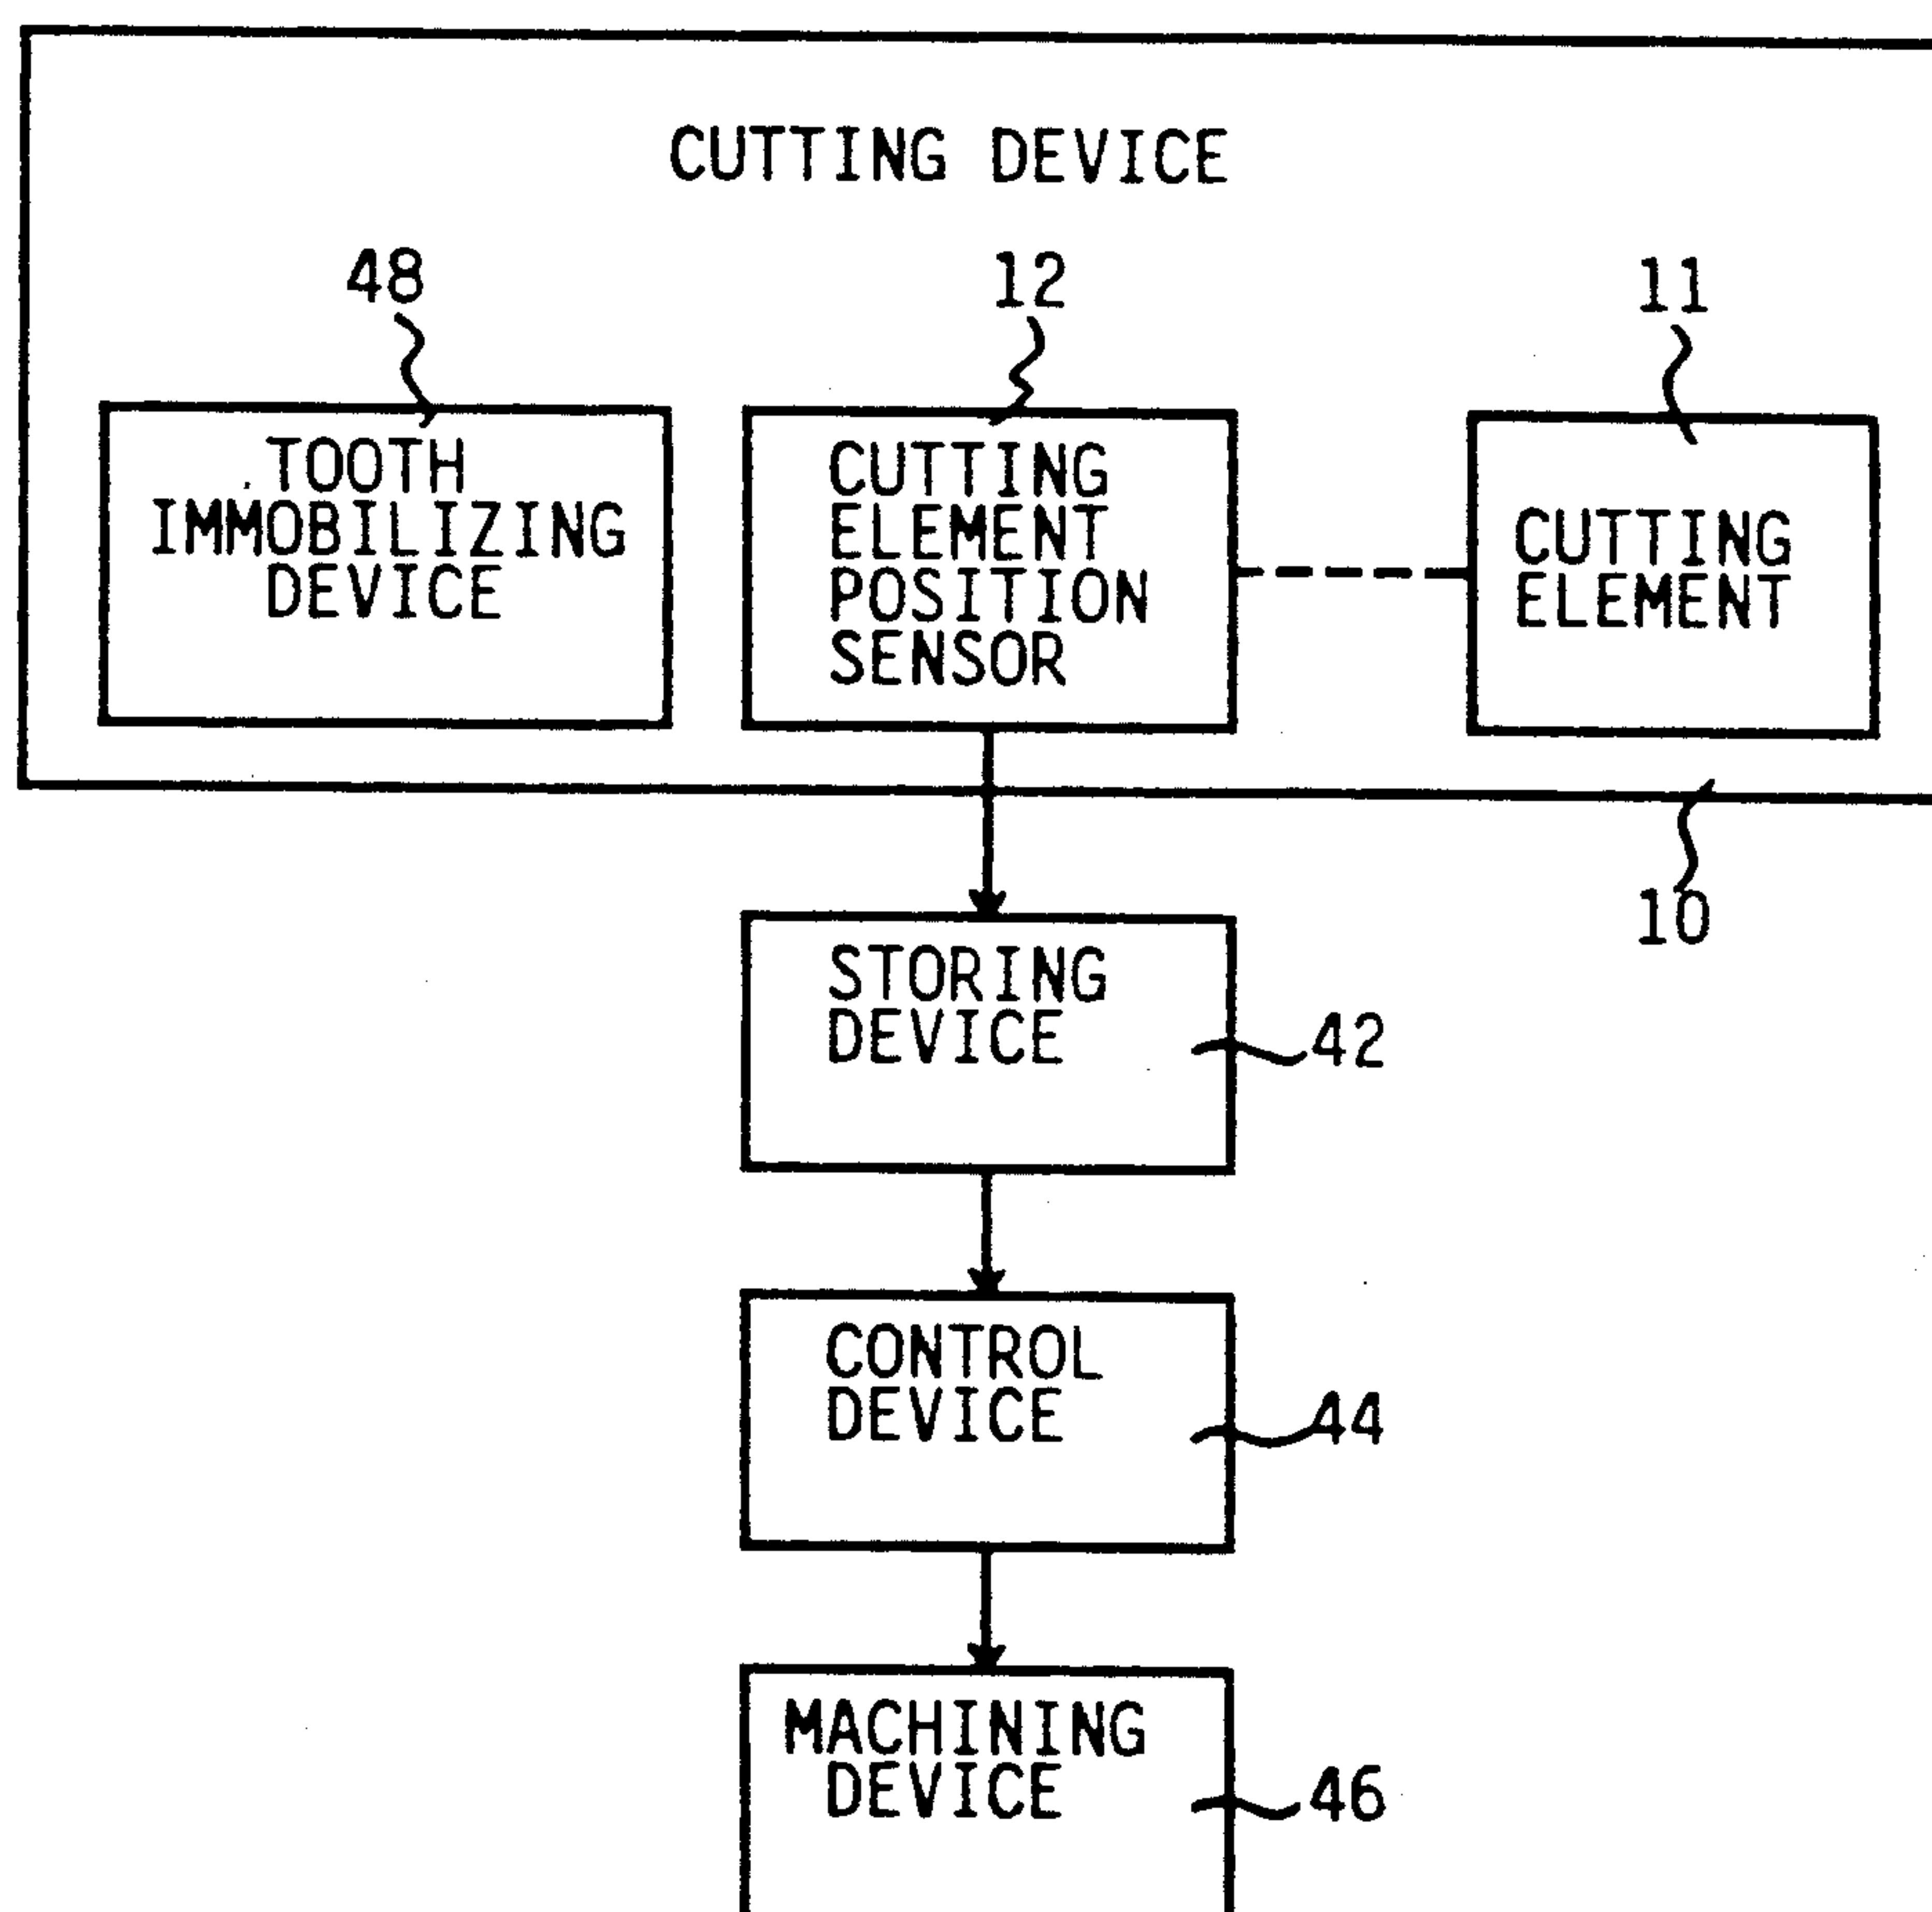 CUTTING DEVICE
48
12
11
TOOTH
IMMOBILIZING
DEVICE
CUTTING
ELEMENT
POSITION
SENSOR
CUTTING
ELEMENT
10
STORING
DEVICE
42
CONTROL
DEVICE
44
MACHINING
DEVICE
46